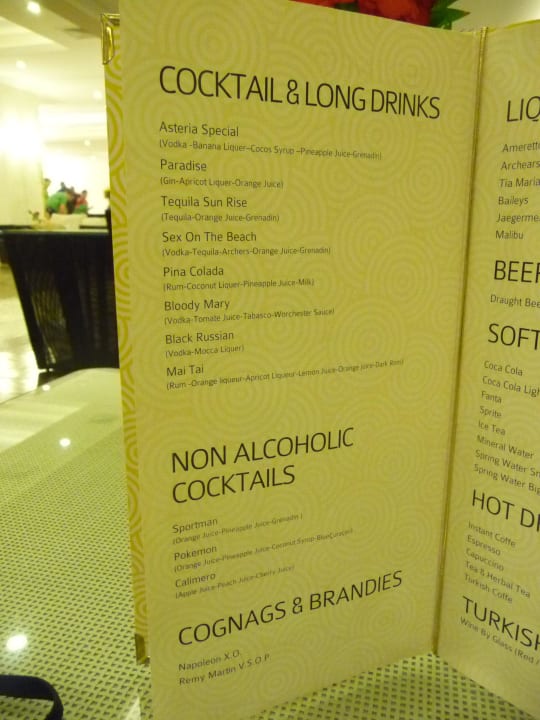 COCKTAIL & LONG DRINKS
Asteria Special
(Vodka -Banana Liquer-Cocos Syrup -Pineapple Juice-Grenadin)
Paradise
(Gin-Apricot Liquer-Orange Juice)
Tequila Sun Rise
(Tequila-Orange Juice-Grenadin)
Sex On The Beach
(Vodka-Tequila-Archers-Orange Juice-Grenadin)
Pina Colada
(Rum-Coconut Liquer-Pineapple Juice-Milk)
Bloody Mary
(Vodka-Tomate Juice-Tabasco-Worchester Sauce)
Black Russian
(Vodka-Mocca Liquer)
Mai Tai
(Rum -Orange liqueur-Apricot Liqueur-Lemon Juice-Orange Juice-Dark Rom)
NON ALCOHOLIC
COCKTAILS
Sportman
(Orange Juice-Pineapple Juice-Grenadin )
Pokemon
(Orange Juice-Pineapple Juice-Coconut Syrop-BlueCuracao)
Calimero
(Apple Juice-Peach Juice-Cherry Juice)
COGNAGS & BRANDIES
Napoleon X.O.
Remy Martin V.S.O.P
LIQ
Ameretto
Archears
Tia Maria
Baileys
Jaegerme
Malibu
BEER
Draught Bee
SOFT
Coca Cola
Coca Cola Ligh
Fanta
Sprite
Ice Tea
Mineral Water
Spring Water Sm
Spring Water Big
HOT D
Instant Coffe
Espresso
Capuccino
Tea & Herbal Tea
Turkish Coffe
TURKISH
Wine By Glass (Red /